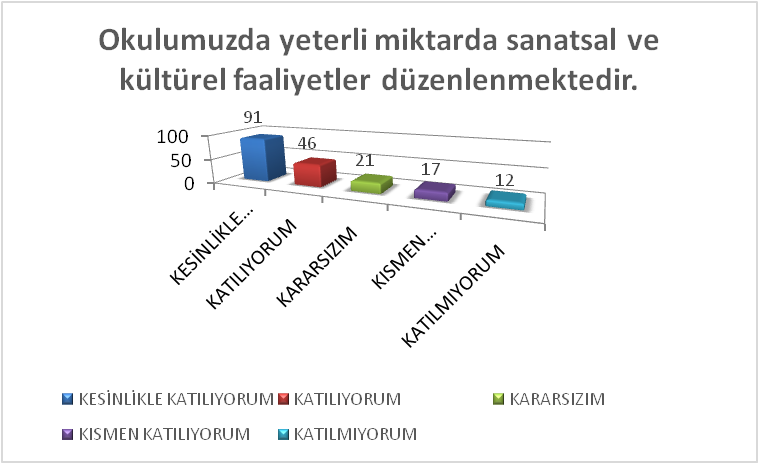 Okulumuzda yeterli miktarda sanatsal ve
kültürel faaliyetler düzenlenmektedir.
91
46
21
17
12
100
50
0
KESİNLİKLE...
KATILIYORUM
KARARSIZIM
KISMEN...
KATILMIYORUM
KESİNLİKLE KATILIYORUM
KATILIYORUM
KARARSIZIM
KISMEN KATILIYORUM
KATILMIYORUM